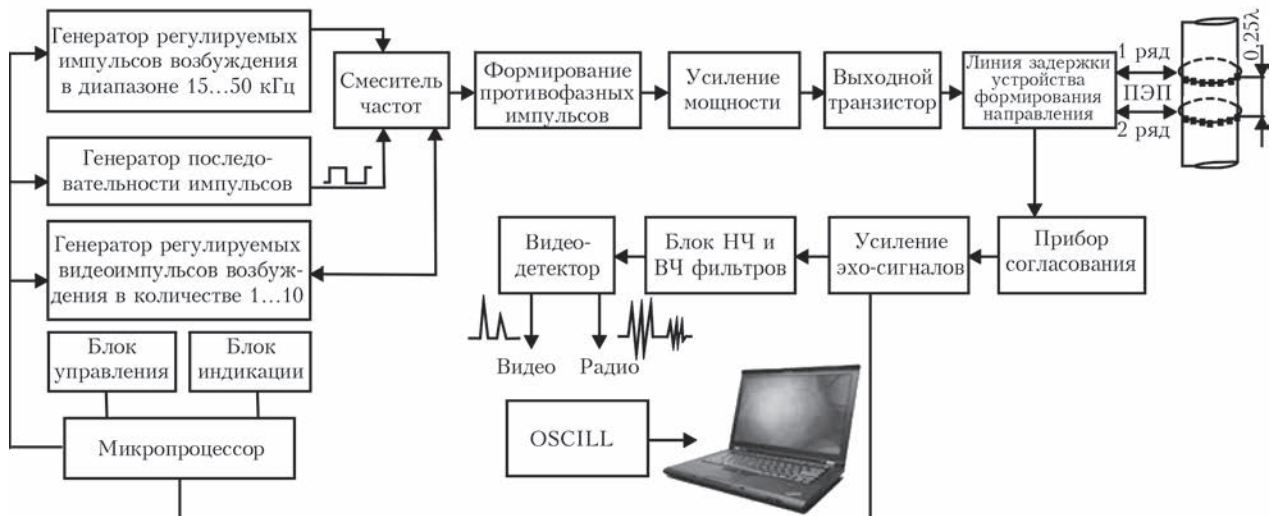 Генератор регулируемых
импульсов возбуждения
в диапазоне 15...50 кГц
Смеситель
частот
Формирование
противофазных
импульсов
Усиление
мощности
Выходной
транзистор
Линия задержки
устройства
формирования
направления
1 ряд
ПЭП
2 ряд
0,25λ
Генератор последо-
вательности импульсов
Генератор регулируемых
видеоимпульсов возбуж-
дения в количестве 1...10
Видео-
детектор
Блок НЧ и
ВЧ фильтров
Усиление
эхо-сигналов
Прибор
согласования
Видео
Радио
Блок
управления
Блок
индикации
Микропроцессор
OSCILL